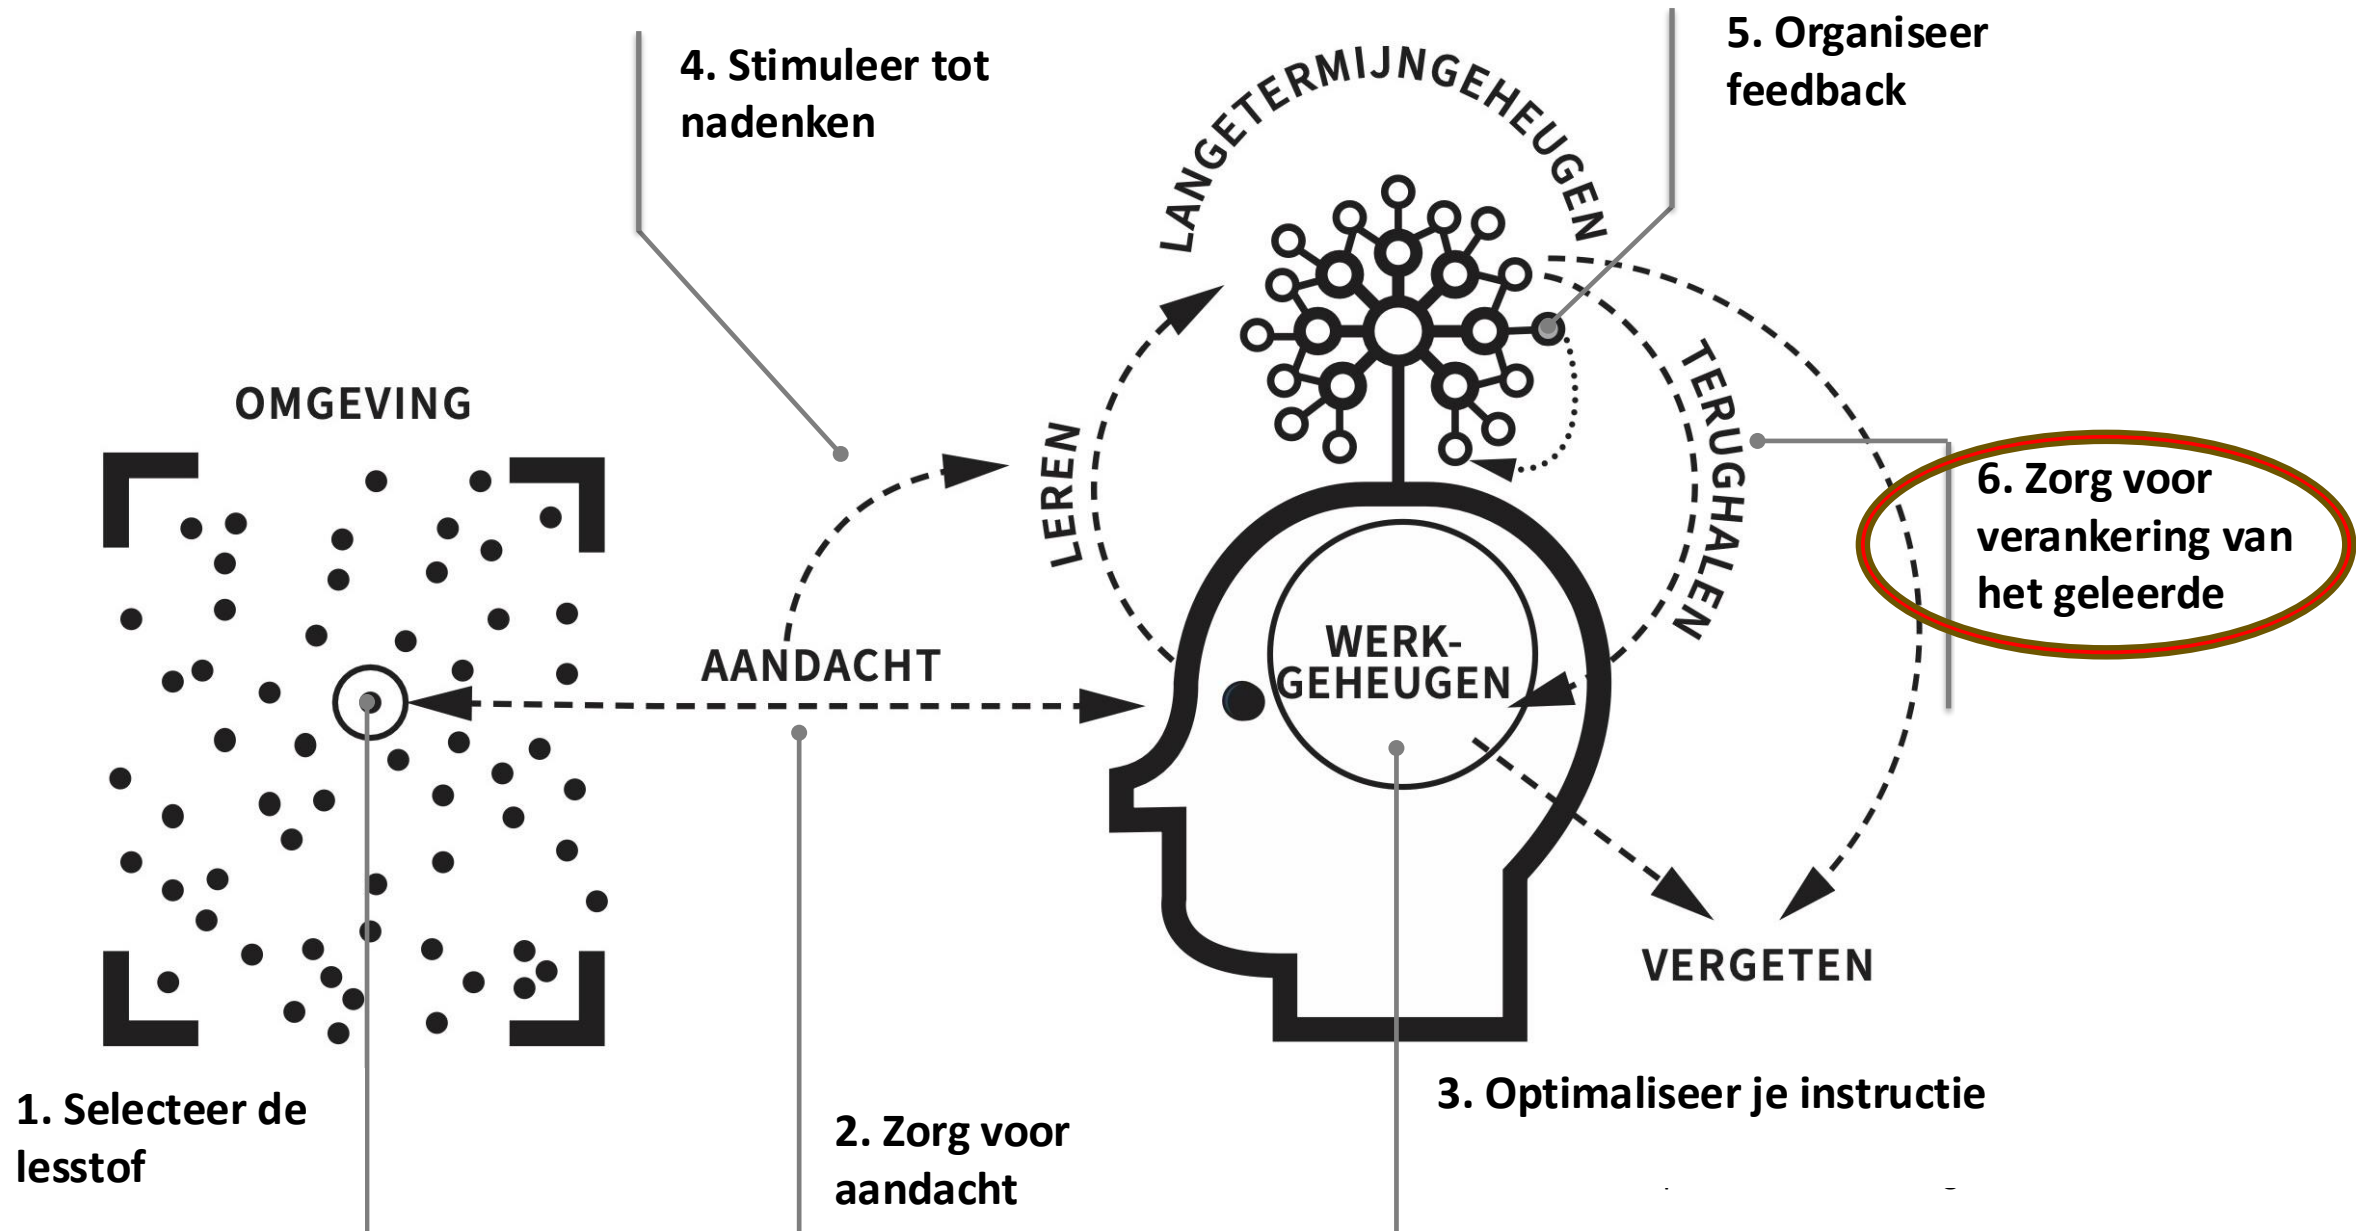 4. Stimuleer tot
nadenken
5. Organiseer
feedback
LANGETERMIJNGEHEUGEN
OMGEVING
LEREN
TERUGHALEN
6. Zorg voor
verankering van
het geleerde
AANDACHT
WERK-
GEHEUGEN
VERGETEN
1. Selecteer de
lesstof
2. Zorg voor
aandacht
3. Optimaliseer je instructie